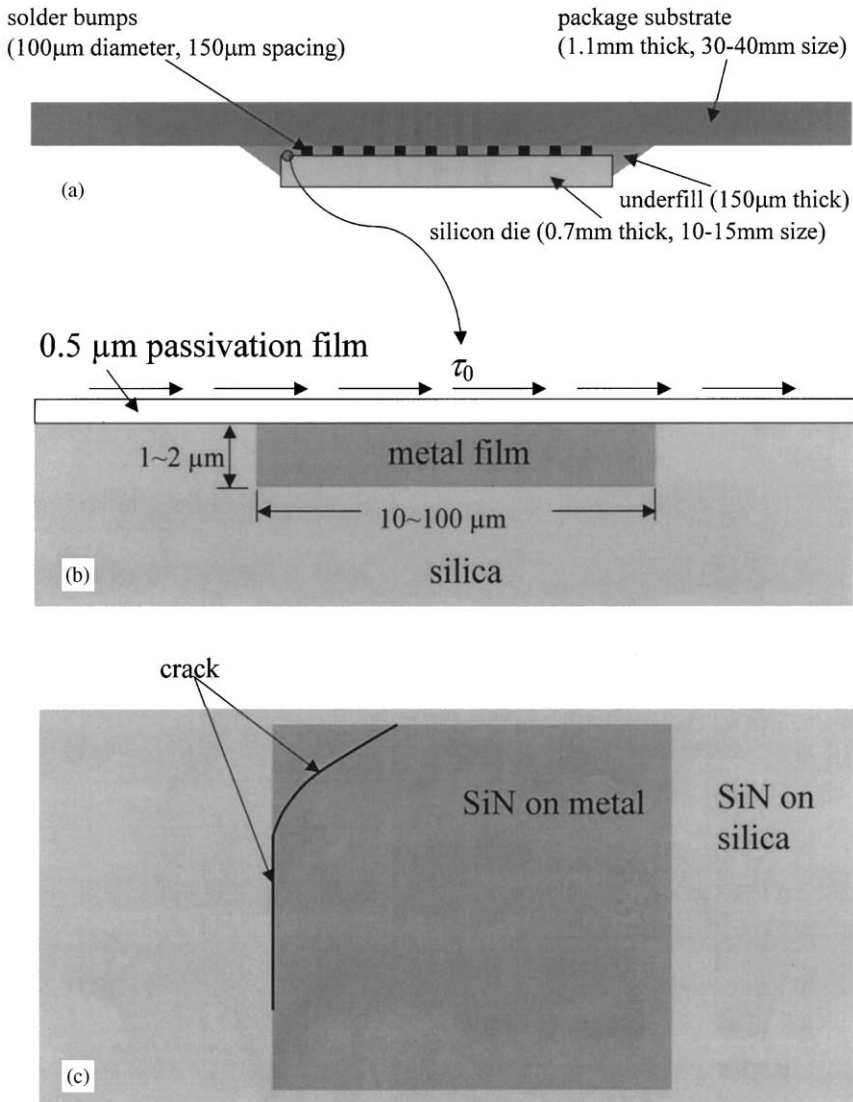 solder bumps
(100μm diameter, 150μm spacing)
package substrate
(1.1mm thick, 30-40mm size)
(a)
underfill (150μm thick)
silicon die (0.7mm thick, 10-15mm size)
0.5 μm passivation film
τ0
1~2 μm
metal film
10~100 μm
(b)
silica
crack
SiN on metal
SiN on
silica
(c)